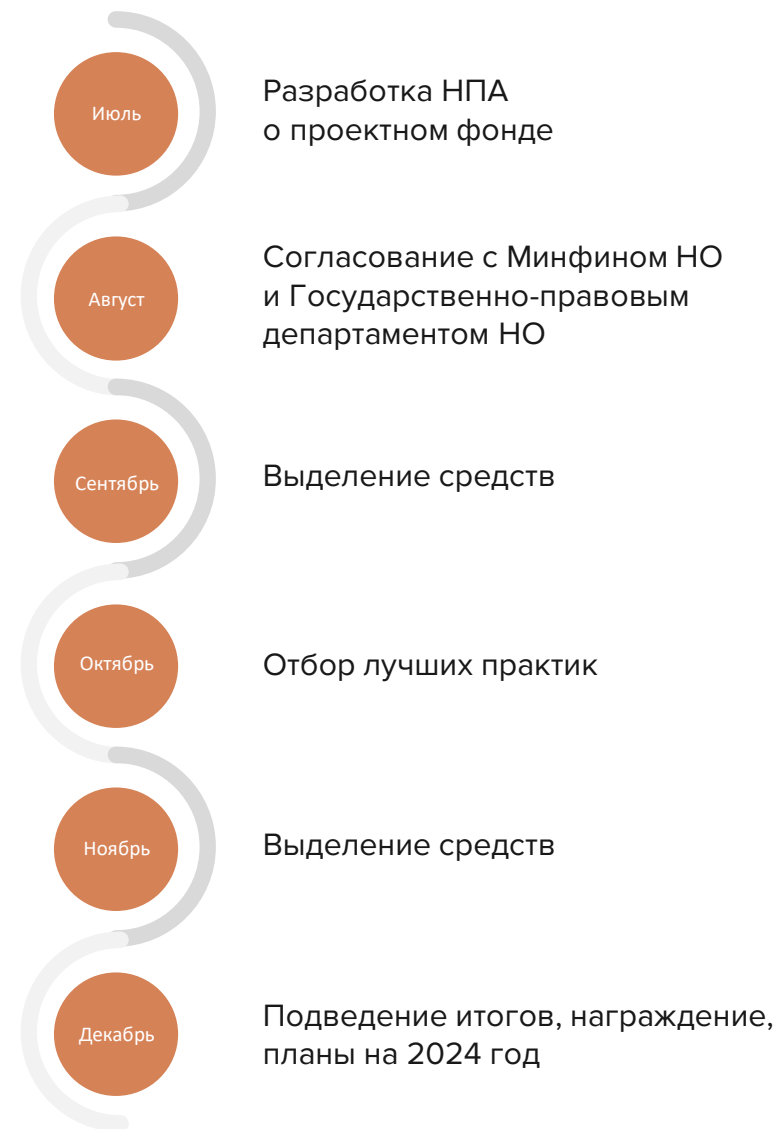 Июль
Разработка НПА
о проектном фонде
Август
Согласование с Минфином НО
и Государственно-правовым
департаментом НО
Сентябрь
Выделение средств
Октябрь
Отбор лучших практик
Ноябрь
Выделение средств
Декабрь
Подведение итогов, награждение,
планы на 2024 год